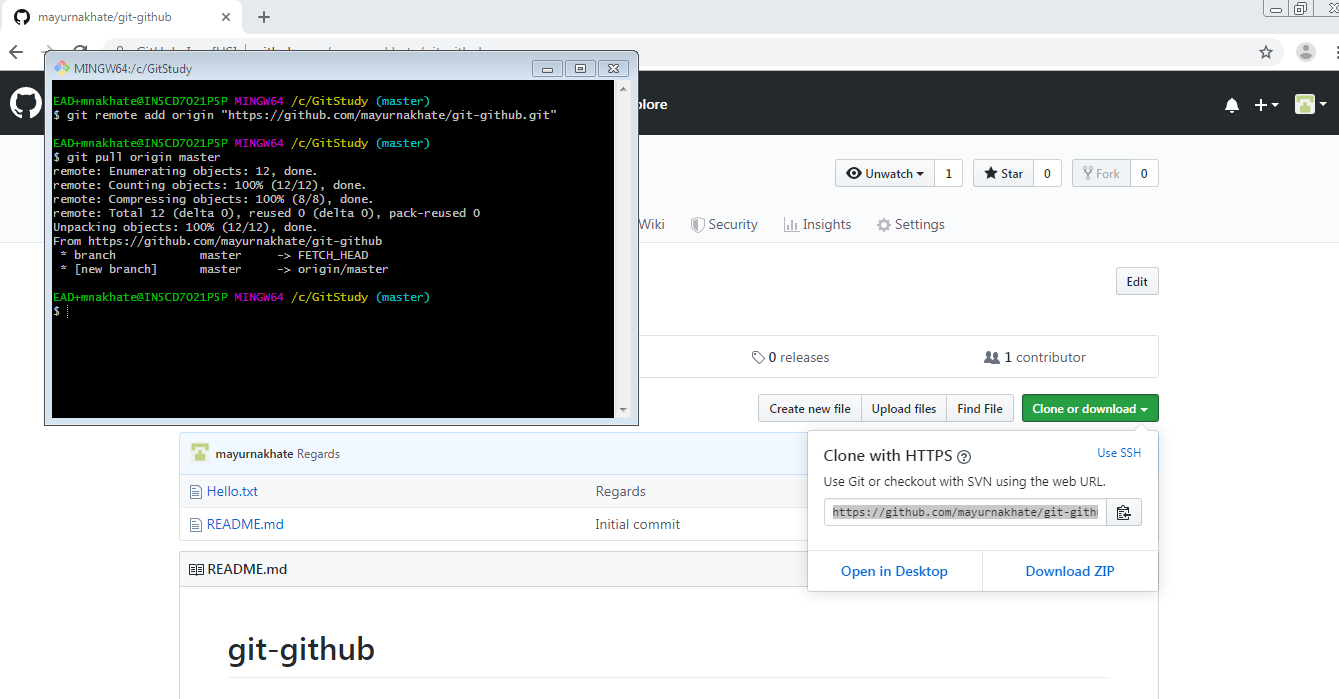 mayurnakhate/git-github
MINGW64:/c/GitStudy
EAD+mnakhate@IN5CD7021P5P MINGW64 /c/GitStudy (master)
$ git remote add origin "https://github.com/mayurnakhate/git-github.git"
EAD+mnakhate@IN5CD7021P5P MINGW64 /c/GitStudy (master)
$ git pull origin master
remote: Enumerating objects: 12, done.
remote: Counting objects: 100% (12/12), done.
remote: Compressing objects: 100% (8/8), done.
remote: Total 12 (delta 0), reused 0 (delta 0), pack-reused 0
Unpacking objects: 100% (12/12), done.
From https://github.com/mayurnakhate/git-github
* branch master -> FETCH_HEAD
* [new branch] master -> origin/master
EAD+mnakhate@IN5CD7021P5P MINGW64 /c/GitStudy (master)
$
plore
Unwatch 1 Star 0 Fork 0
Wiki Security Insights Settings
Edit
0 releases 1 contributor
Create new file Upload files Find File Clone or download
mayurnakhate Regards
Clone with HTTPS Use SSH
Use Git or checkout with SVN using the web URL.
https://github.com/mayurnakhate/git-gith
Open in Desktop Download ZIP
Hello.txt Regards
README.md Initial commit
README.md
git-github